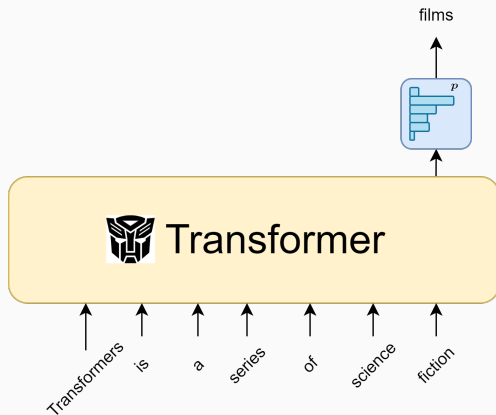 films
p
Transformer
Transformers
is
a
series
of
science
fiction